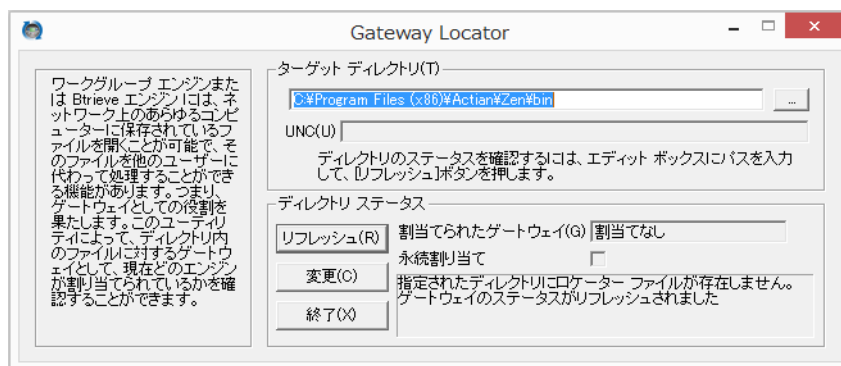 Gateway Locator
ワークグループ エンジンまた
は Btrieve エンジン には、ネ
ットワーク上のあらゆるコンピ
ューターに保存されているフ
ァイルを開くことが可能で、そ
のファイルを他のユーザーに
代わって処理することができ
る機能があります。つまり、
ゲートウェイとしての役割を
果たします。このユーティリ
ティによって、ディレクトリ内
のファイルに対するゲートウ
ェイとして、現在どのエンジン
が割り当てられているかを確
認することができます。
ターゲット ディレクトリ(T)
C:¥Program Files (x86)¥Actian¥Zen¥bin
...
UNC(U)
ディレクトリのステータスを確認するには、エディット ボックスにパスを入力
して、[リフレッシュ]ボタンを押します。
ディレクトリ ステータス
リフレッシュ(R)
割当てられたゲートウェイ(G) 割当てなし
永続割り当て
変更(C)
指定されたディレクトリにロケーター ファイルが存在しません。
ゲートウェイのステータスがリフレッシュされました
終了(X)